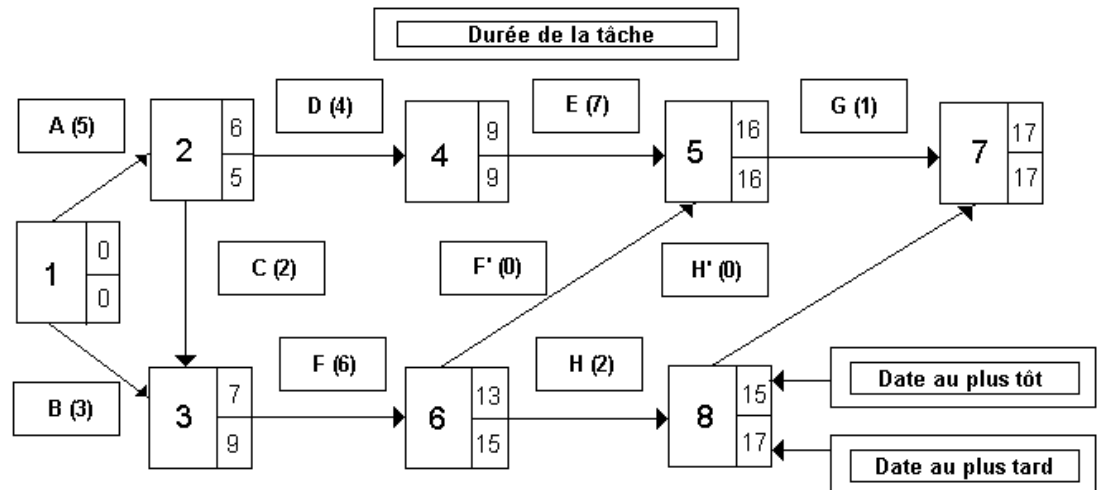 Durée de la tâche
A (5)
D (4)
E (7)
G (1)
2
6
5
4
9
9
5
16
16
7
17
17
1
0
0
C (2)
F' (0)
H' (0)
B (3)
F (6)
H (2)
3
7
9
6
13
15
8
15
17
Date au plus tôt
Date au plus tard